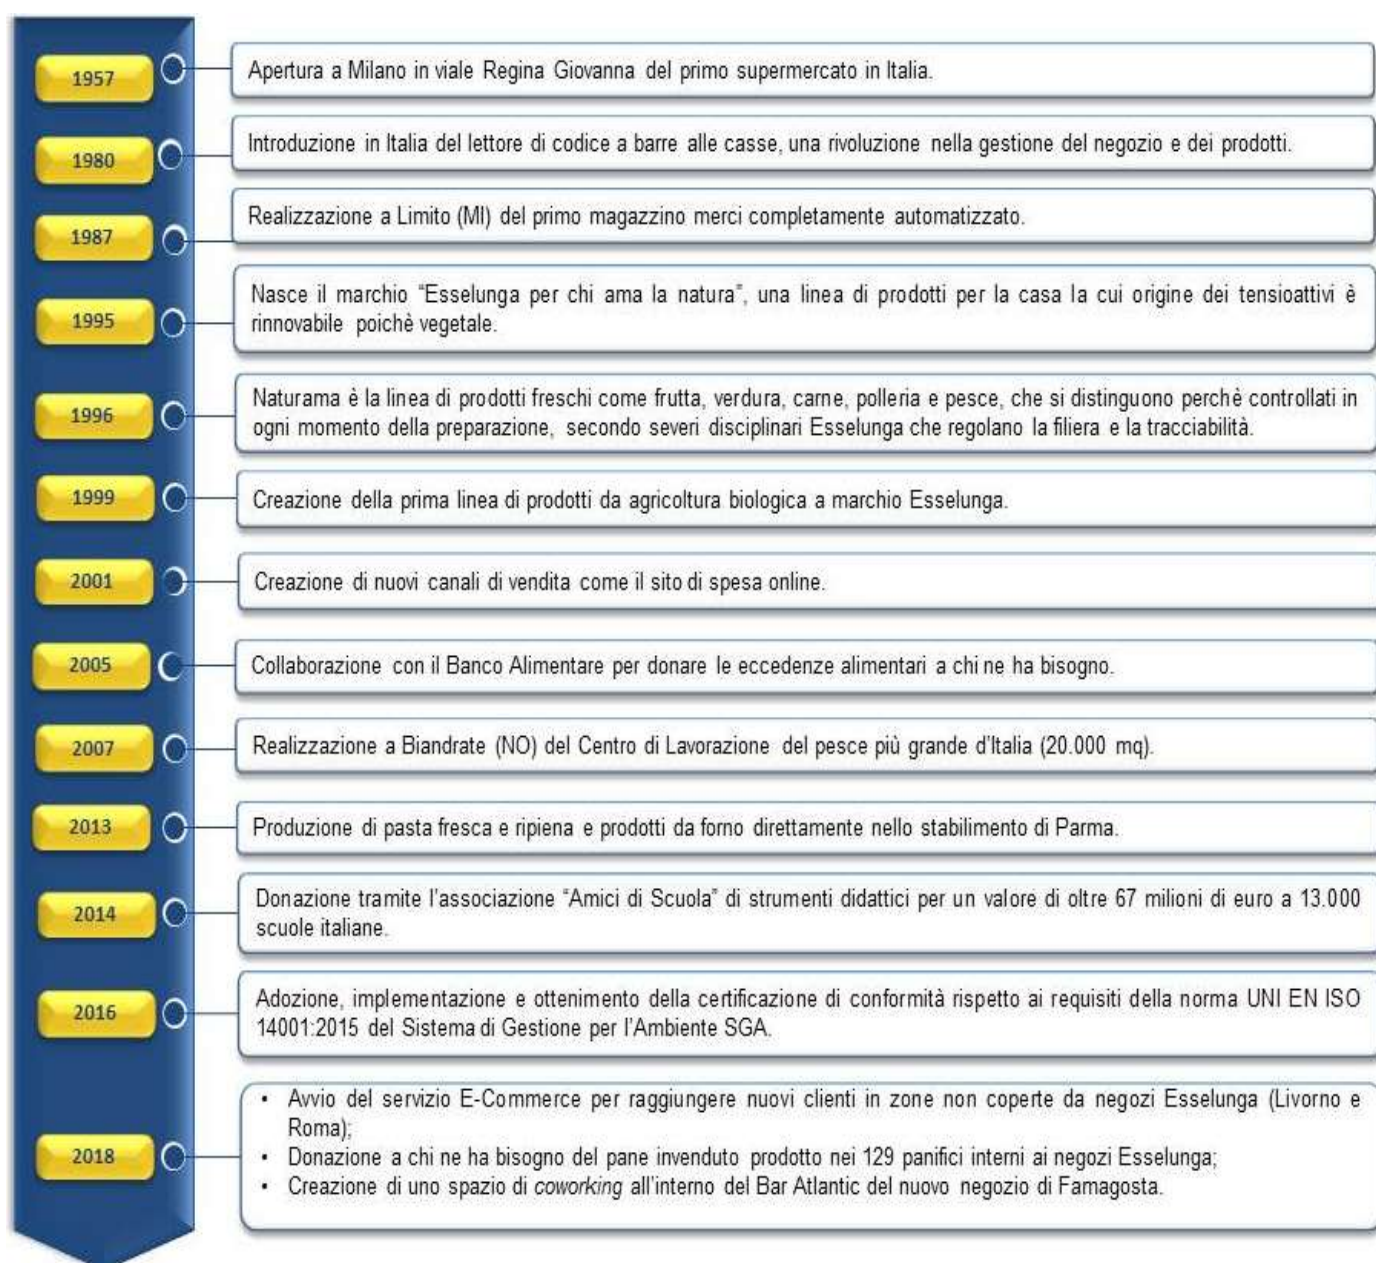 1957
Apertura a Milano in viale Regina Giovanna del primo supermercato in Italia.
1980
Introduzione in Italia del lettore di codice a barre alle casse, una rivoluzione nella gestione del negozio e dei prodotti.
1987
Realizzazione a Limito (MI) del primo magazzino merci completamente automatizzato.
1995
Nasce il marchio “Esselunga per chi ama la natura”, una linea di prodotti per la casa la cui origine dei tensioattivi è
rinnovabile poichè vegetale.
1996
Naturama è la linea di prodotti freschi come frutta, verdura, carne, polleria e pesce, che si distinguono perchè controllati in
ogni momento della preparazione, secondo severi disciplinari Esselunga che regolano la filiera e la tracciabilità.
1999
Creazione della prima linea di prodotti da agricoltura biologica a marchio Esselunga.
2001
Creazione di nuovi canali di vendita come il sito di spesa online.
2005
Collaborazione con il Banco Alimentare per donare le eccedenze alimentari a chi ne ha bisogno.
2007
Realizzazione a Biandrate (NO) del Centro di Lavorazione del pesce più grande d’Italia (20.000 mq).
2013
Produzione di pasta fresca e ripiena e prodotti da forno direttamente nello stabilimento di Parma.
2014
Donazione tramite l’associazione “Amici di Scuola” di strumenti didattici per un valore di oltre 67 milioni di euro a 13.000
scuole italiane.
2016
Adozione, implementazione e ottenimento della certificazione di conformità rispetto ai requisiti della norma UNI EN ISO
14001:2015 del Sistema di Gestione per l’Ambiente SGA.
2018
• Avvio del servizio E-Commerce per raggiungere nuovi clienti in zone non coperte da negozi Esselunga (Livorno e
Roma);
• Donazione a chi ne ha bisogno del pane invenduto prodotto nei 129 panifici interni ai negozi Esselunga;
• Creazione di uno spazio di coworking all’interno del Bar Atlantic del nuovo negozio di Famagosta.